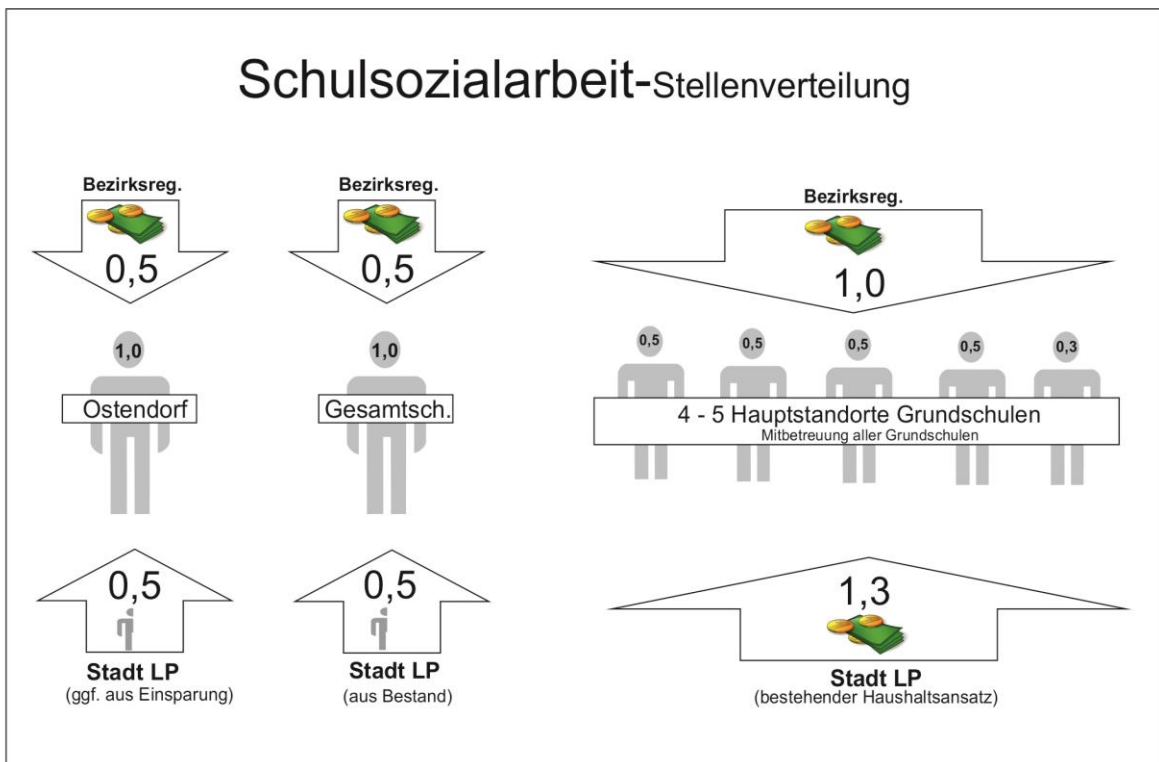 Schulsozialarbeit-Stellenverteilung
Bezirksreg.
0,5
1,0
Ostendorf
0,5
Stadt LP
(ggf. aus Einsparung)
Bezirksreg.
0,5
1,0
Gesamtsch.
0,5
Stadt LP
(aus Bestand)
Bezirksreg.
1,0
0,5 0,5 0,5 0,5 0,3
4 - 5 Hauptstandorte Grundschulen
Mitbetreuung aller Grundschulen
1,3
Stadt LP
(bestehender Haushaltsansatz)